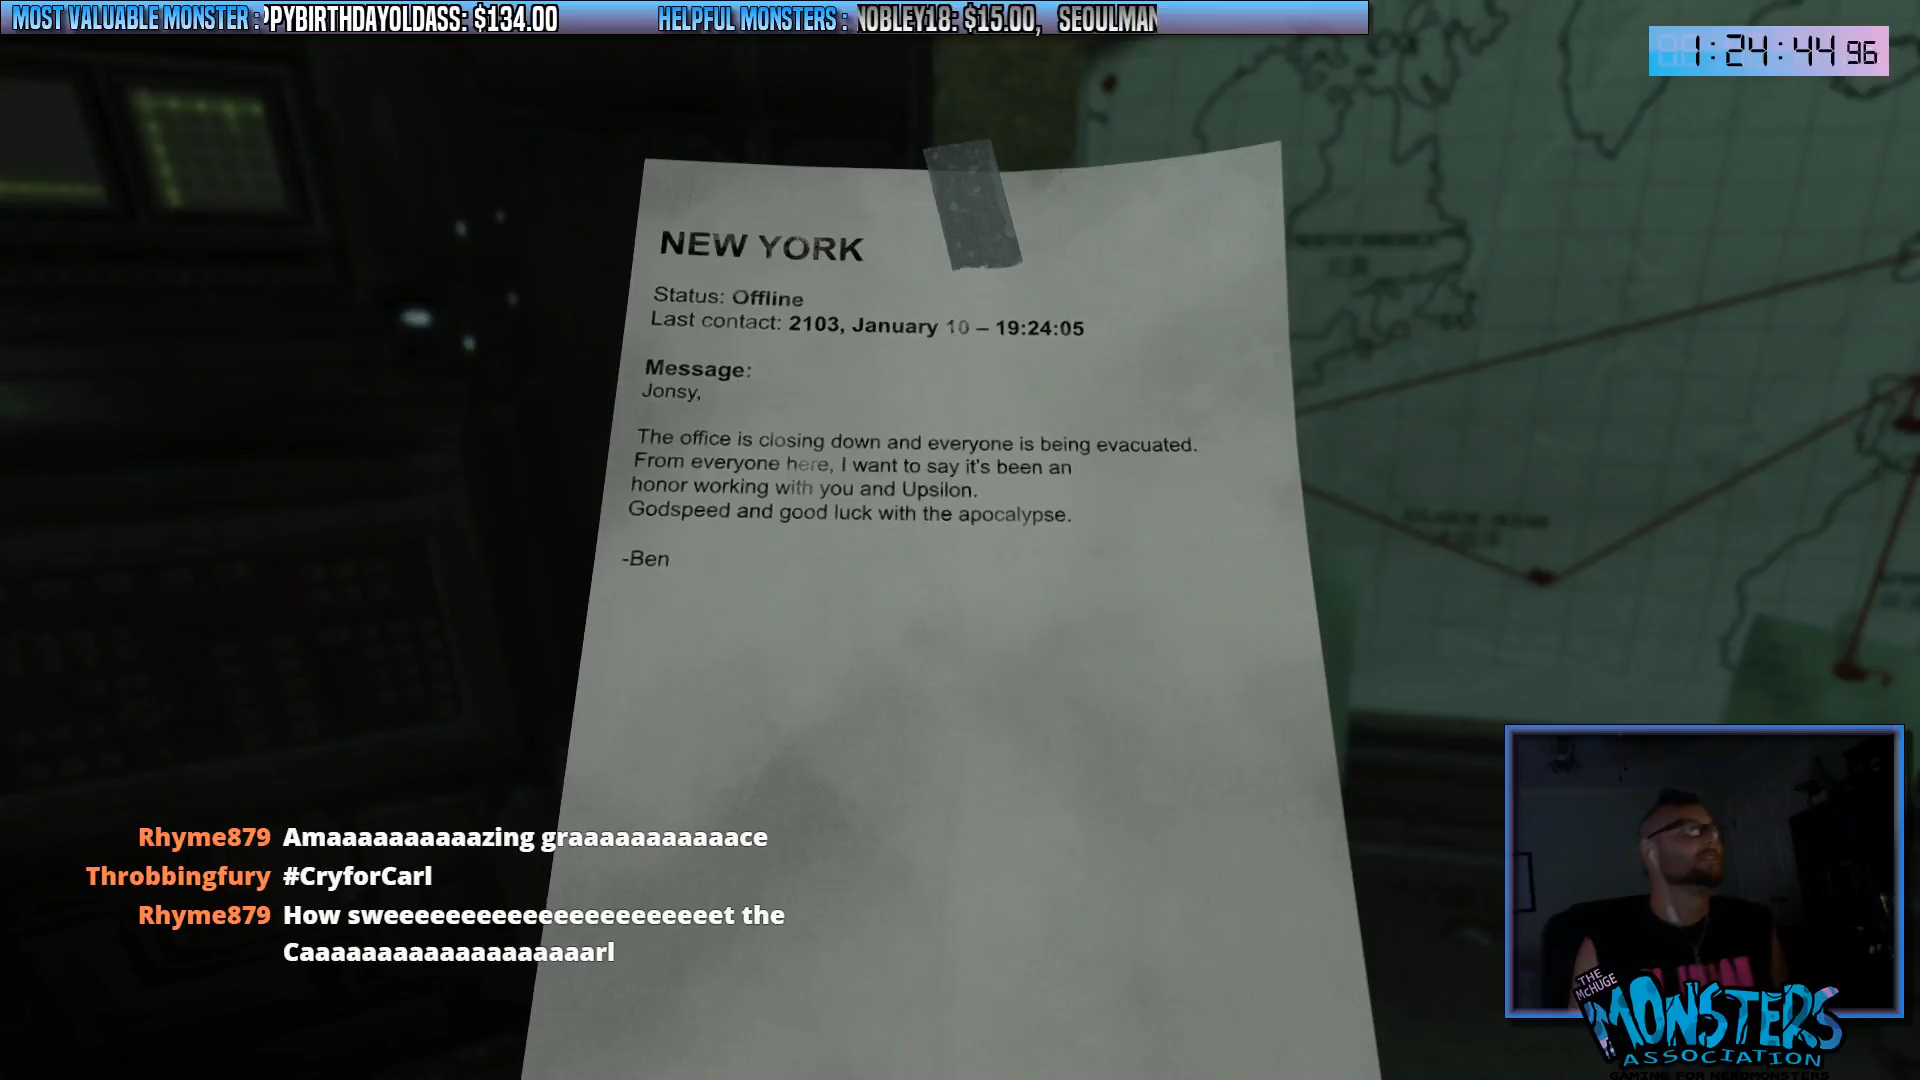 MOST VALUABLE MONSTER : PPYBIRTHDAYOLDASS: $134.00
HELPFUL MONSTERS : NOBLEY18: $15.00, SEOULMAN
1:24:44 96
NEW YORK
Status: Offline
Last contact: 2103, January 10 – 19:24:05
Message:
Jonsy,
The office is closing down and everyone is being evacuated.
From everyone here, I want to say it's been an
honor working with you and Upsilon.
Godspeed and good luck with the apocalypse.
-Ben
Rhyme879 Amaaaaaaaaaazing graaaaaaaaaaace
Throbbingfury #CryforCarl
Rhyme879 How sweeeeeeeeeeeeeeeeeeeeeet the
Caaaaaaaaaaaaaaaaaaarl
THE MCHUGE
MONSTERS
ASSOCIATION
GAMING FOR NERDMONSTERS